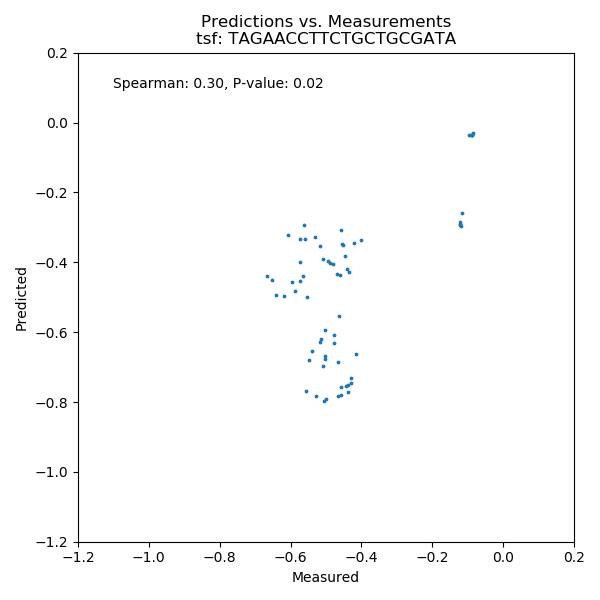 Predictions vs. Measurements
tsf: TAGAACCTTCTGCTGCGATA
0.2
Spearman: 0.30, P-value: 0.02
0.0
−0.2
−0.4
Predicted
−0.6
−0.8
−1.0
−1.2
−1.2 −1.0 −0.8 −0.6 −0.4 −0.2 0.0 0.2
Measured